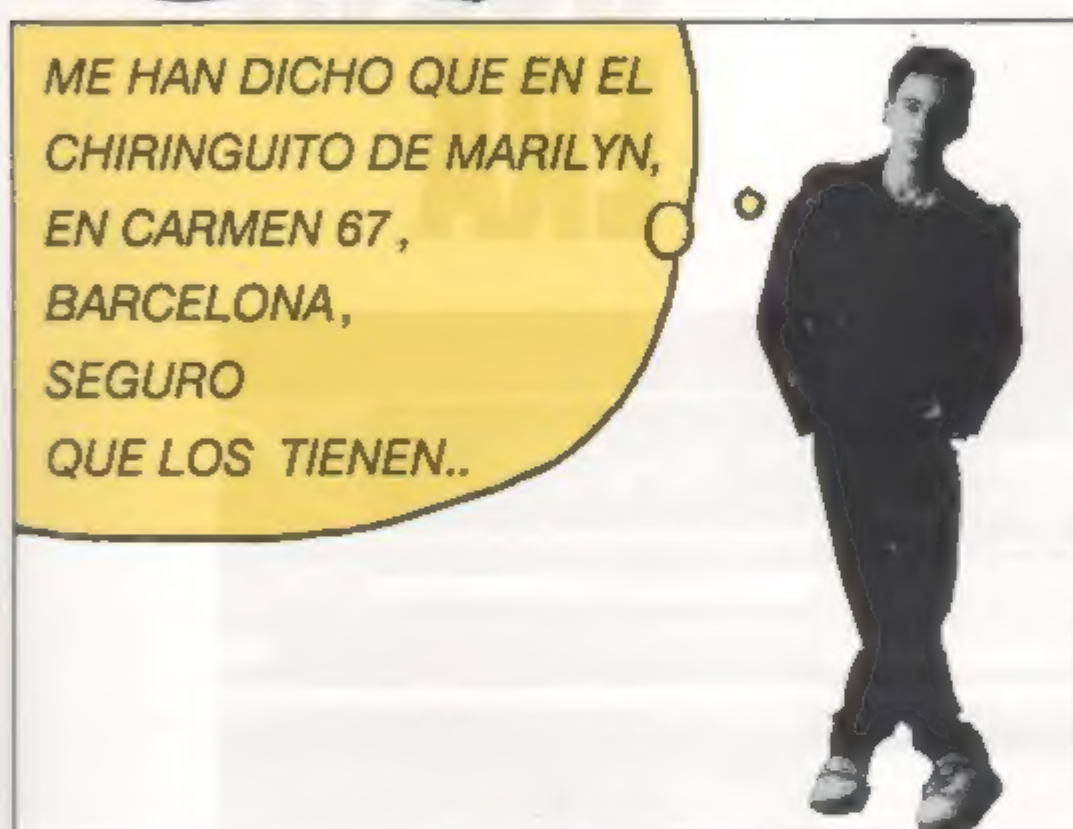 ME HAN DICHO QUE EN EL
CHIRINGUITO DE MARILYN,
EN CARMEN 67,
BARCELONA,
SEGURO
QUE LOS TIENEN..